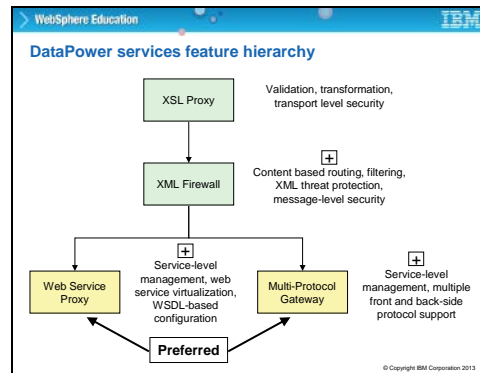 WebSphere Education
IBM
DataPower services feature hierarchy
XSL Proxy
Validation, transformation,
transport level security
XML Firewall
+
Content based routing, filtering,
XML threat protection,
message-level security
Web Service
Proxy
+
Service-level
management, web
service virtualization,
WSDL-based
configuration
Multi-Protocol
Gateway
+
Service-level
management, multiple
front and back-side
protocol support
Preferred
© Copyright IBM Corporation 2013